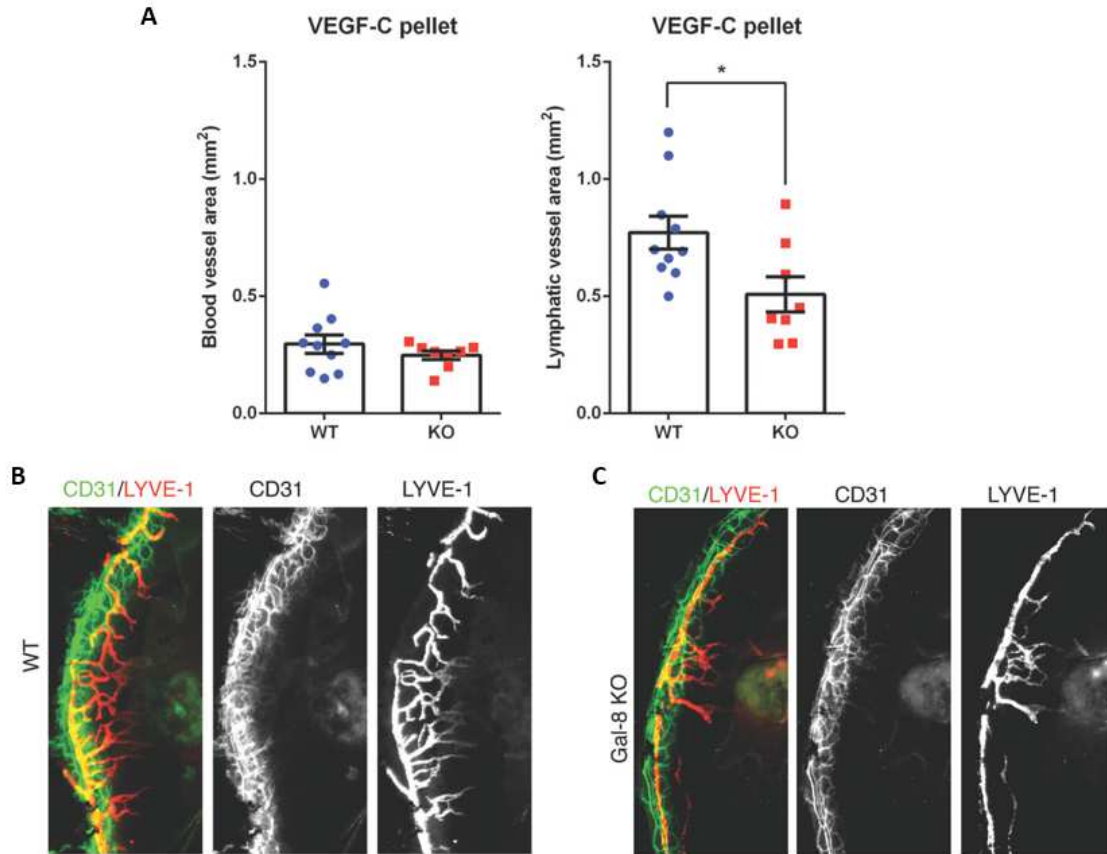 A
VEGF-C pellet
VEGF-C pellet
Blood vessel area (mm²)
1.5
1.0
0.5
0.0
WT
KO
Lymphatic vessel area (mm²)
1.5
1.0
0.5
0.0
*
WT
KO
B
CD31/LYVE-1
CD31
LYVE-1
WT
C
CD31/LYVE-1
CD31
LYVE-1
Gal-8 KO